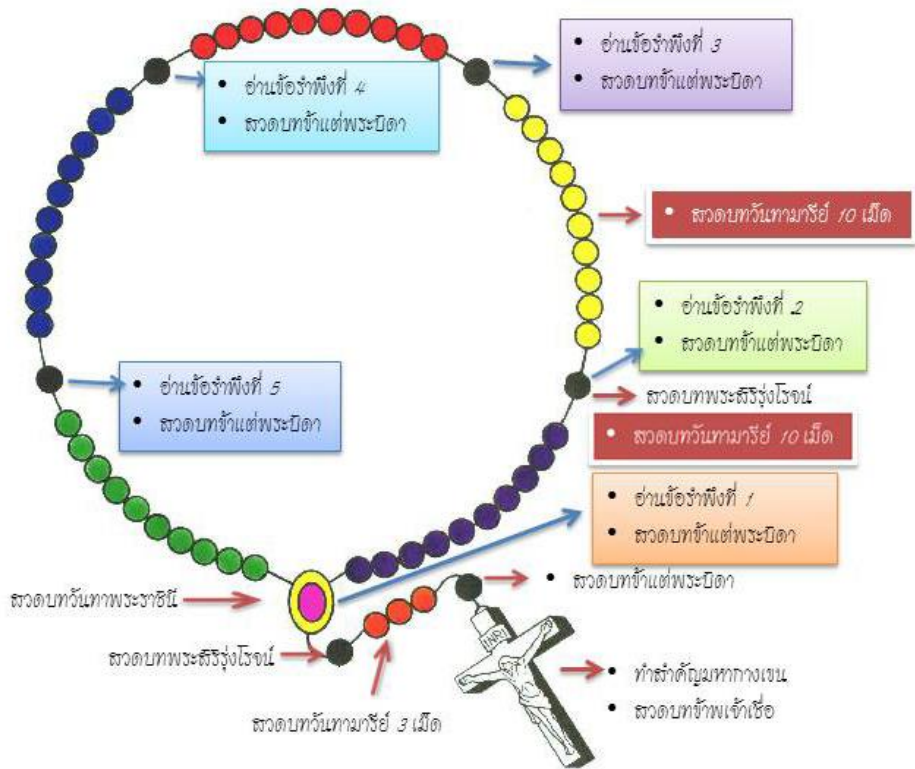 • อ่านข้อรำพึงที่ 3
• สวดบทข้าแต่พระบิดา
• อ่านข้อรำพึงที่ 4
• สวดบทข้าแต่พระบิดา
• สวดบทวันทามารีย์ 10 เม็ด
• อ่านข้อรำพึงที่ 2
• สวดบทข้าแต่พระบิดา
• อ่านข้อรำพึงที่ 5
• สวดบทข้าแต่พระบิดา
สวดบทพระสิริรุ่งโรจน์
• สวดบทวันทามารีย์ 10 เม็ด
• อ่านข้อรำพึงที่ 1
• สวดบทข้าแต่พระบิดา
• สวดบทข้าแต่พระบิดา
สวดบทวันทาพระราชินี
INRI
สวดบทพระสิริรุ่งโรจน์
• ทำสำคัญมหากางเขน
• สวดบทข้าพเจ้าเชื่อ
สวดบทวันทามารีย์ 3 เม็ด